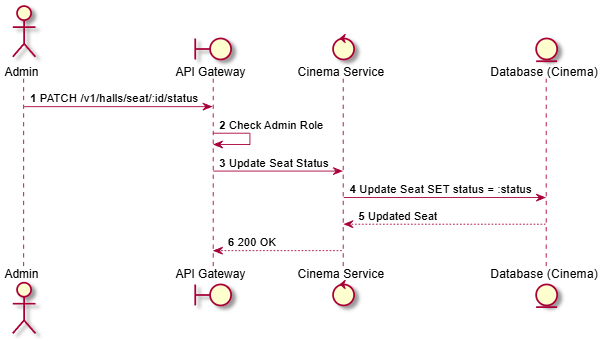 Admin
API Gateway
Cinema Service
Database (Cinema)
1 PATCH /v1/halls/seat/:id/status
2 Check Admin Role
3 Update Seat Status
4 Update Seat SET status = :status
5 Updated Seat
6 200 OK
Admin
API Gateway
Cinema Service
Database (Cinema)